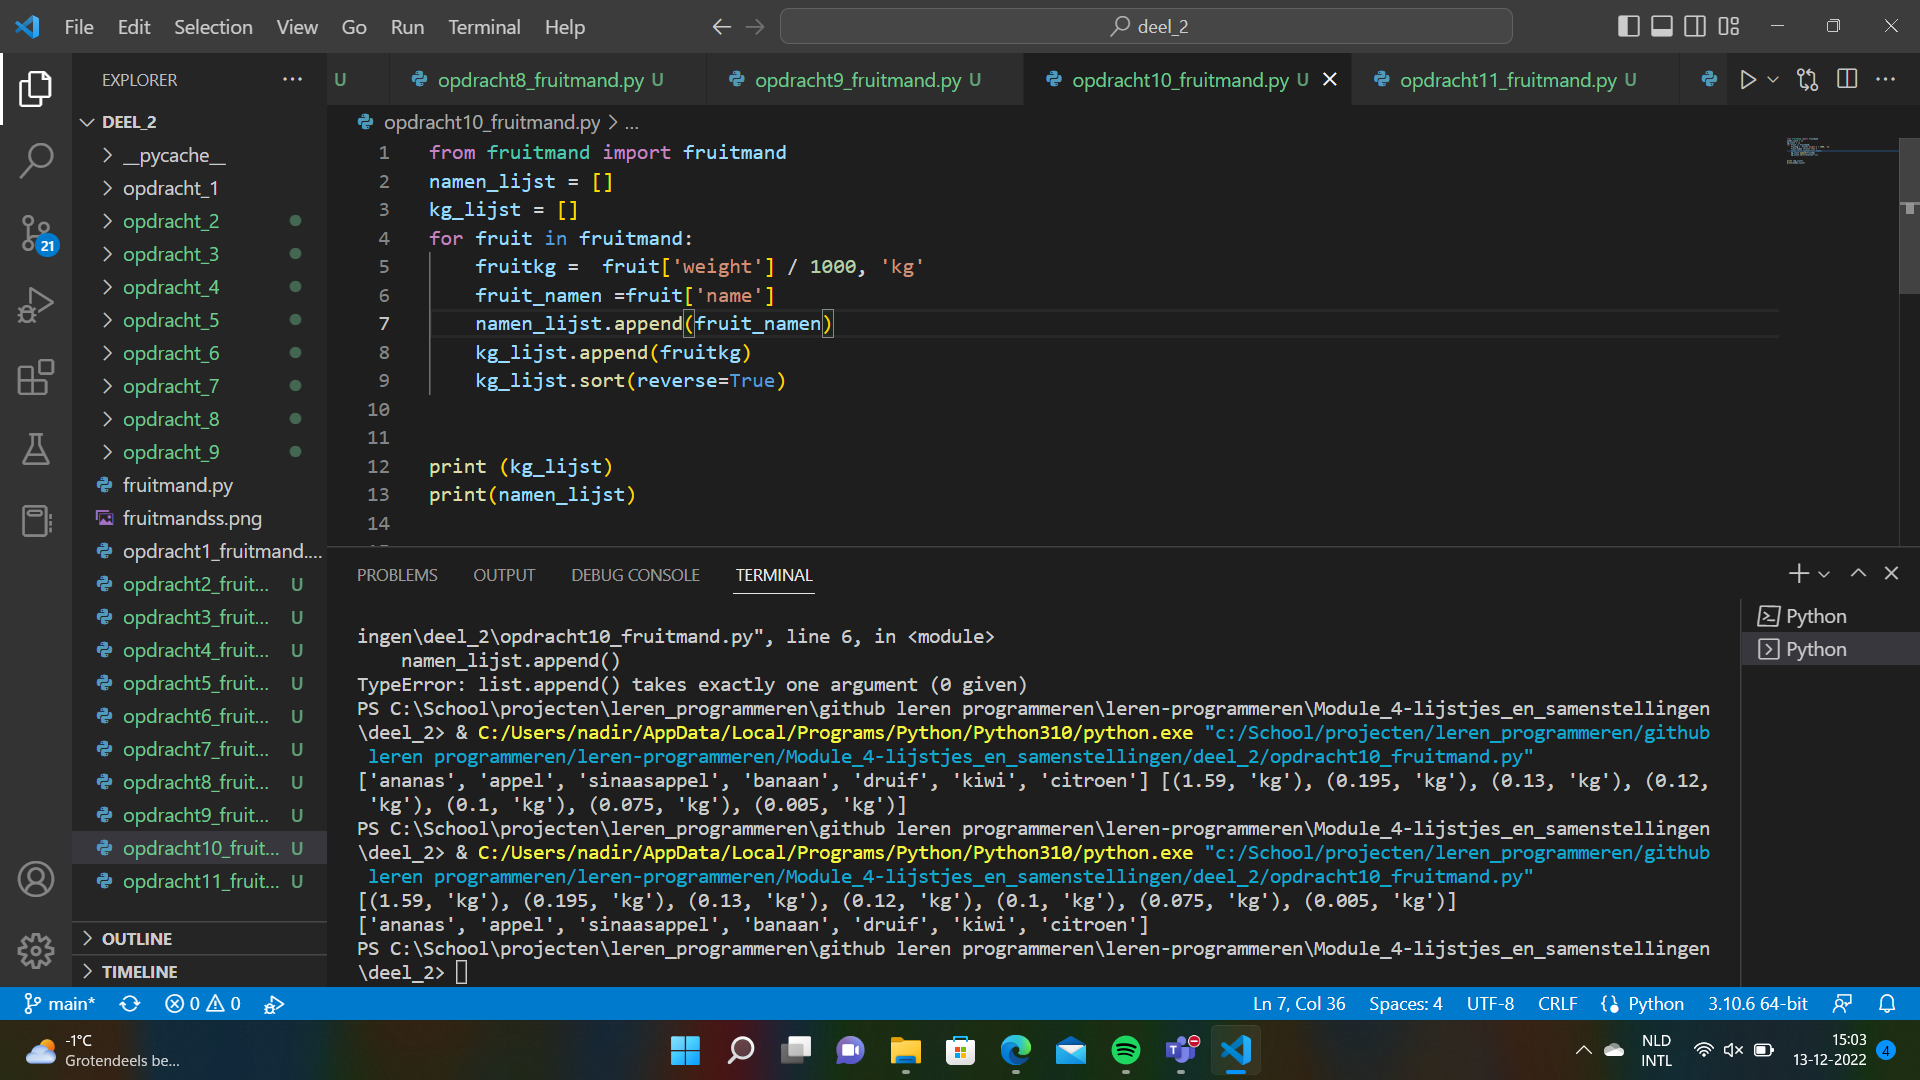 File Edit Selection View Go Run Terminal Help
deel_2
EXPLORER
U
opdracht8_fruitmand.py U
opdracht9_fruitmand.py U
opdracht10_fruitmand.py U
opdracht11_fruitmand.py U
DEEL_2
__pycache__
opdracht_1
opdracht_2
opdracht_3
opdracht_4
opdracht_5
opdracht_6
opdracht_7
opdracht_8
opdracht_9
fruitmand.py
fruitmandss.png
opdracht1_fruitmand....
opdracht2_fruit... U
opdracht3_fruit... U
opdracht4_fruit... U
opdracht5_fruit... U
opdracht6_fruit... U
opdracht7_fruit... U
opdracht8_fruit... U
opdracht9_fruit... U
opdracht10_fruit... U
opdracht11_fruit... U
OUTLINE
TIMELINE
21
opdracht10_fruitmand.py > ...
1 from fruitmand import fruitmand
2 namen_lijst = []
3 kg_lijst = []
4 for fruit in fruitmand:
5     fruitkg =  fruit['weight'] / 1000, 'kg'
6     fruit_namen =fruit['name']
7     namen_lijst.append(fruit_namen)
8     kg_lijst.append(fruitkg)
9     kg_lijst.sort(reverse=True)
10
11
12 print (kg_lijst)
13 print(namen_lijst)
14
PROBLEMS OUTPUT DEBUG CONSOLE TERMINAL
Python
Python
ingen\deel_2\opdracht10_fruitmand.py", line 6, in <module>
    namen_lijst.append()
TypeError: list.append() takes exactly one argument (0 given)
PS C:\School\projecten\leren_programmeren\github leren programmeren\leren-programmeren\Module_4-lijstjes_en_samenstellingen
\deel_2> & C:/Users/nadir/AppData/Local/Programs/Python/Python310/python.exe "c:/School/projecten/leren_programmeren/github
 leren programmeren/leren-programmeren/Module_4-lijstjes_en_samenstellingen/deel_2/opdracht10_fruitmand.py"
['ananas', 'appel', 'sinaasappel', 'banaan', 'druif', 'kiwi', 'citroen'] [(1.59, 'kg'), (0.195, 'kg'), (0.13, 'kg'), (0.12,
 'kg'), (0.1, 'kg'), (0.075, 'kg'), (0.005, 'kg')]
PS C:\School\projecten\leren_programmeren\github leren programmeren\leren-programmeren\Module_4-lijstjes_en_samenstellingen
\deel_2> & C:/Users/nadir/AppData/Local/Programs/Python/Python310/python.exe "c:/School/projecten/leren_programmeren/github
 leren programmeren/leren-programmeren/Module_4-lijstjes_en_samenstellingen/deel_2/opdracht10_fruitmand.py"
[(1.59, 'kg'), (0.195, 'kg'), (0.13, 'kg'), (0.12, 'kg'), (0.1, 'kg'), (0.075, 'kg'), (0.005, 'kg')]
['ananas', 'appel', 'sinaasappel', 'banaan', 'druif', 'kiwi', 'citroen']
PS C:\School\projecten\leren_programmeren\github leren programmeren\leren-programmeren\Module_4-lijstjes_en_samenstellingen
\deel_2>
main* 0 0 Ln 7, Col 36 Spaces: 4 UTF-8 CRLF Python 3.10.6 64-bit
-1°C
Grotendeels be...
NLD
INTL
15:03
13-12-2022
4